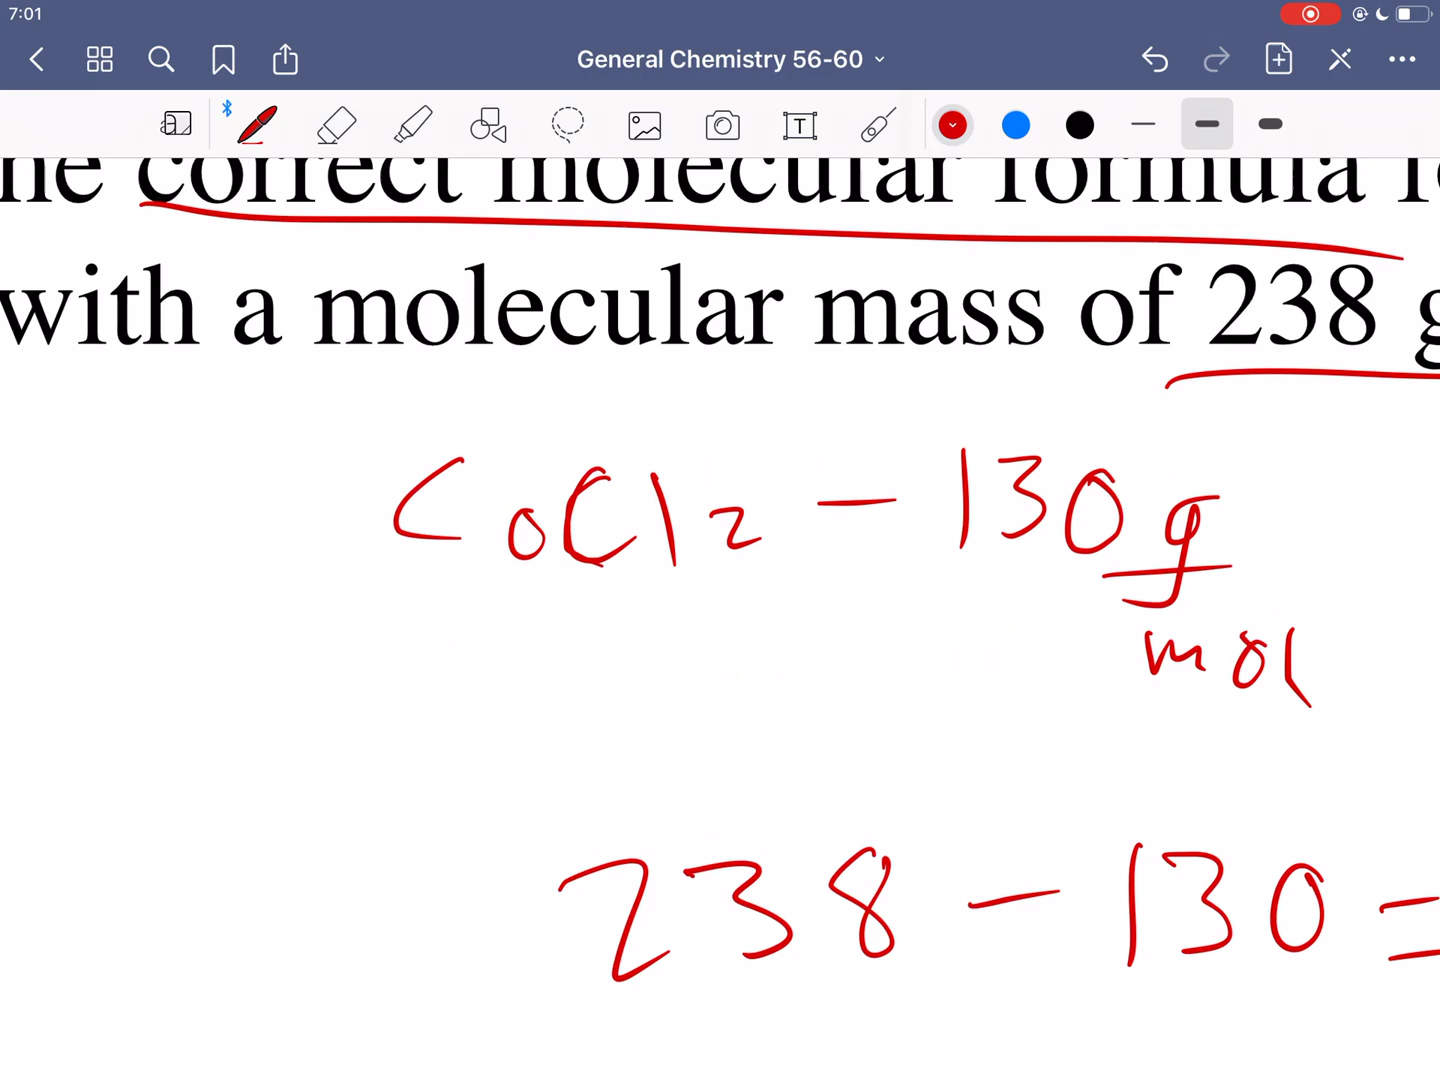 7:01
General Chemistry 56-60
T
he correct molecular formula f
with a molecular mass of 238 g
CoCl2 - 130 g
mol
238 - 130 =